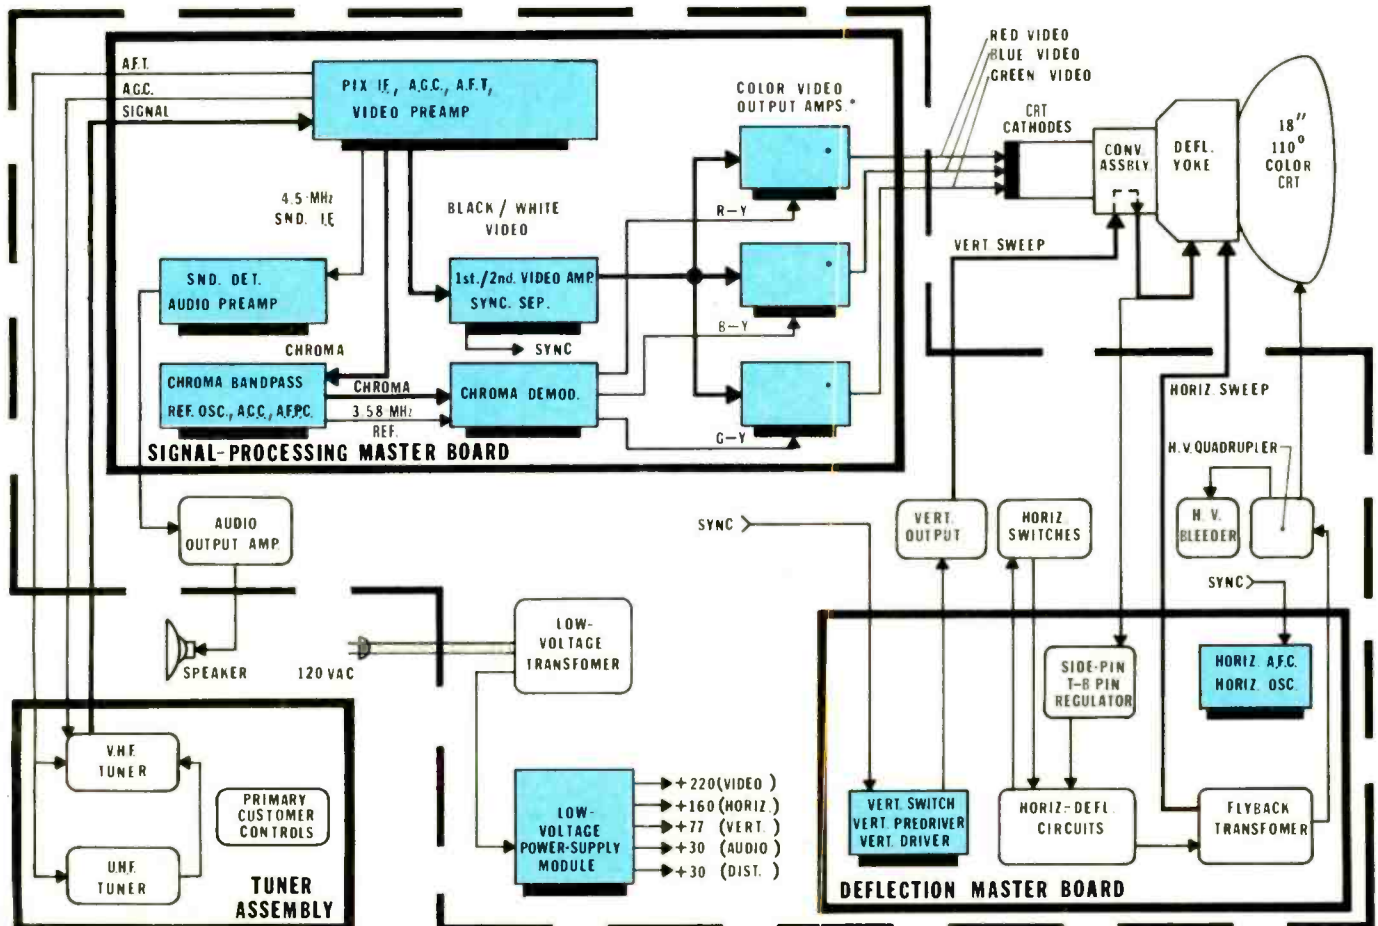 A.F.T.
A.G.C.
SIGNAL
PIX I.F., A.G.C., A.F.T,
VIDEO PREAMP
COLOR VIDEO
OUTPUT AMPS.*
RED VIDEO
BLUE VIDEO
GREEN VIDEO
CRT
CATHODES
CONV.
ASSBLY.
DEFL.
YOKE
18"
110°
COLOR
CRT
4.5-MHz
SND. I.F.
BLACK / WHITE
VIDEO
R-Y
VERT SWEEP
SND. DET.
AUDIO PREAMP
1st./2nd. VIDEO AMP.
SYNC. SEP.
B-Y
CHROMA
SYNC
CHROMA BANDPASS
REF. OSC., A.C.C., A.F.P.C.
CHROMA
3.58-MHz
REF.
CHROMA DEMOD.
G-Y
HORIZ. SWEEP
SIGNAL-PROCESSING MASTER BOARD
H.V. QUADRUPLER
AUDIO
OUTPUT AMP.
SYNC
VERT.
OUTPUT
HORIZ.
SWITCHES
H. V.
BLEEDER
SYNC
SPEAKER
120 VAC
LOW-
VOLTAGE
TRANSFOMER
SIDE-PIN
T-B PIN
REGULATOR
HORIZ. A.F.C.
HORIZ. OSC.
V.H.F.
TUNER
PRIMARY
CUSTOMER
CONTROLS
U.H.F.
TUNER
TUNER
ASSEMBLY
LOW-
VOLTAGE
POWER-SUPPLY
MODULE
+220 (VIDEO )
+160 (HORIZ.)
+77 (VERT. )
+30 (AUDIO )
+30 (DIST. )
VERT. SWITCH
VERT. PREDRIVER
VERT. DRIVER
HORIZ-DEFL.
CIRCUITS
FLYBACK
TRANSFOMER
DEFLECTION MASTER BOARD